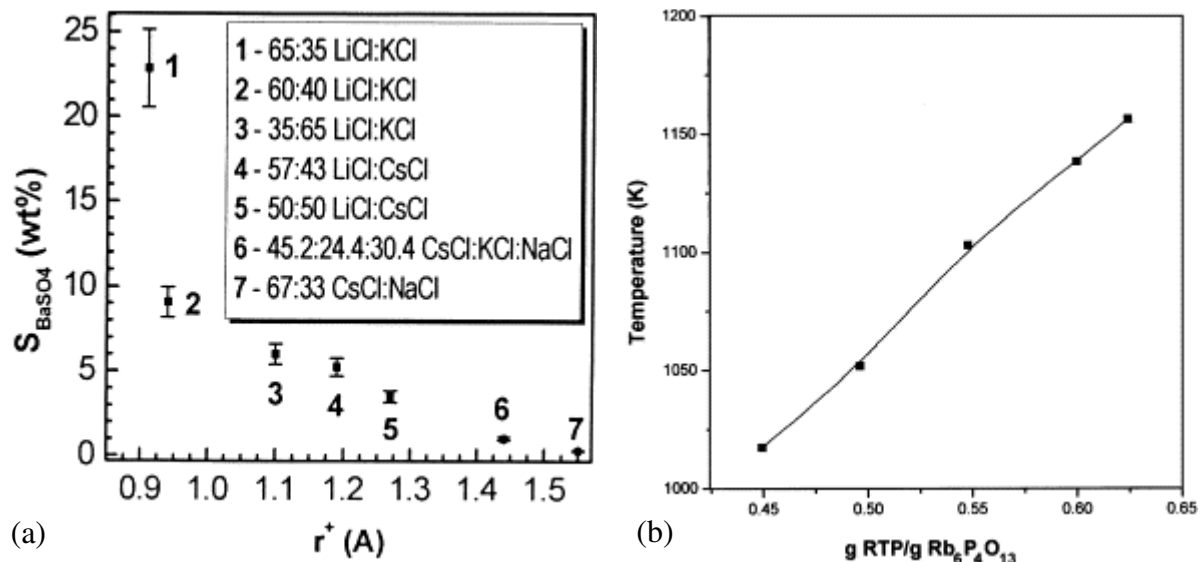 25
20
15
10
5
0
S_BaSO4 (wt%)
1
2
3
4
5
6
7
1 - 65:35 LiCl:KCl
2 - 60:40 LiCl:KCl
3 - 35:65 LiCl:KCl
4 - 57:43 LiCl:CsCl
5 - 50:50 LiCl:CsCl
6 - 45.2:24.4:30.4 CsCl:KCl:NaCl
7 - 67:33 CsCl:NaCl
0.9 1.0 1.1 1.2 1.3 1.4 1.5
r⁺ (A)
(a)
1200
1150
1100
1050
1000
Temperature (K)
0.45 0.50 0.55 0.60 0.65
g RTP/g Rb₆P₄O₁₃
(b)